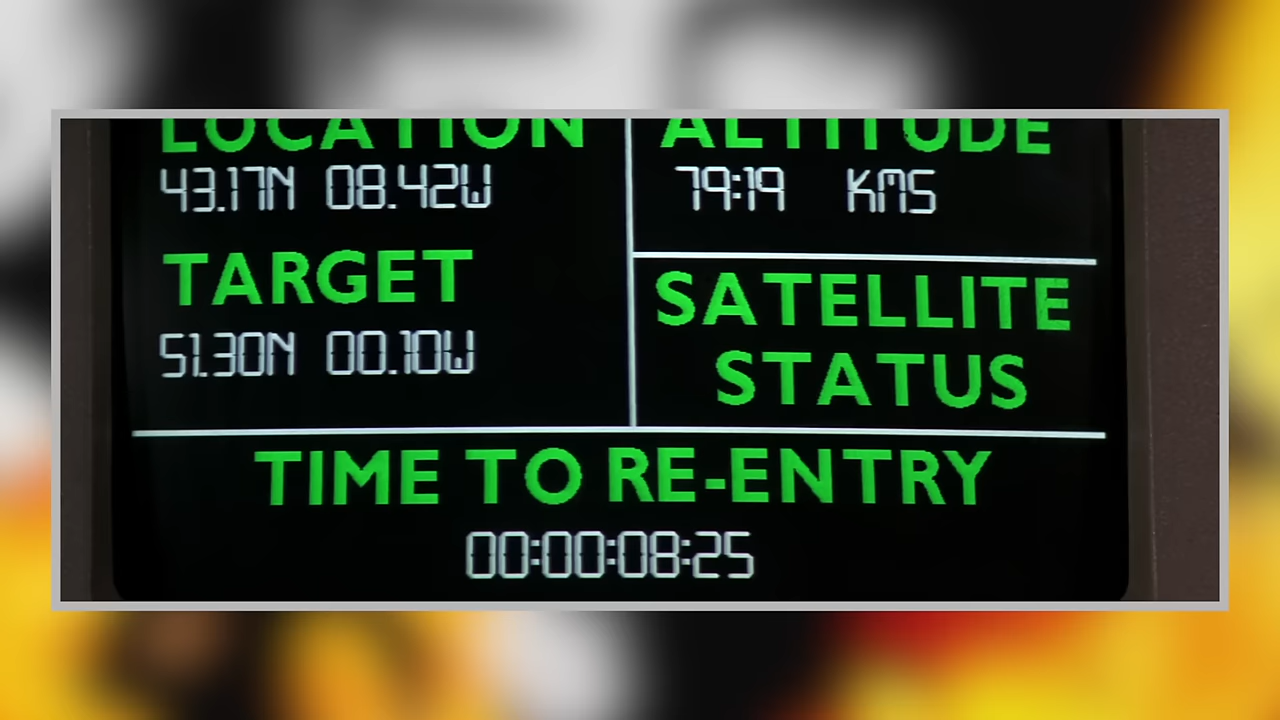 LOCATION
43.17N 08.42W
TARGET
51.30N 00.10W
ALTITUDE
79:19 KMS
SATELLITE
STATUS
TIME TO RE-ENTRY
00:00:08:25